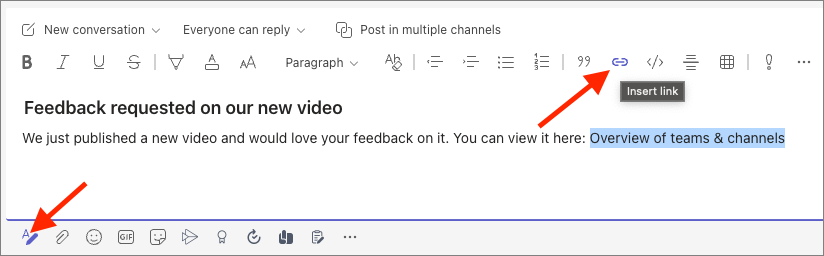 New conversation Everyone can reply Post in multiple channels
B I U S A AA Paragraph Ab
Insert link
Feedback requested on our new video
We just published a new video and would love your feedback on it. You can view it here: Overview of teams & channels
GIF